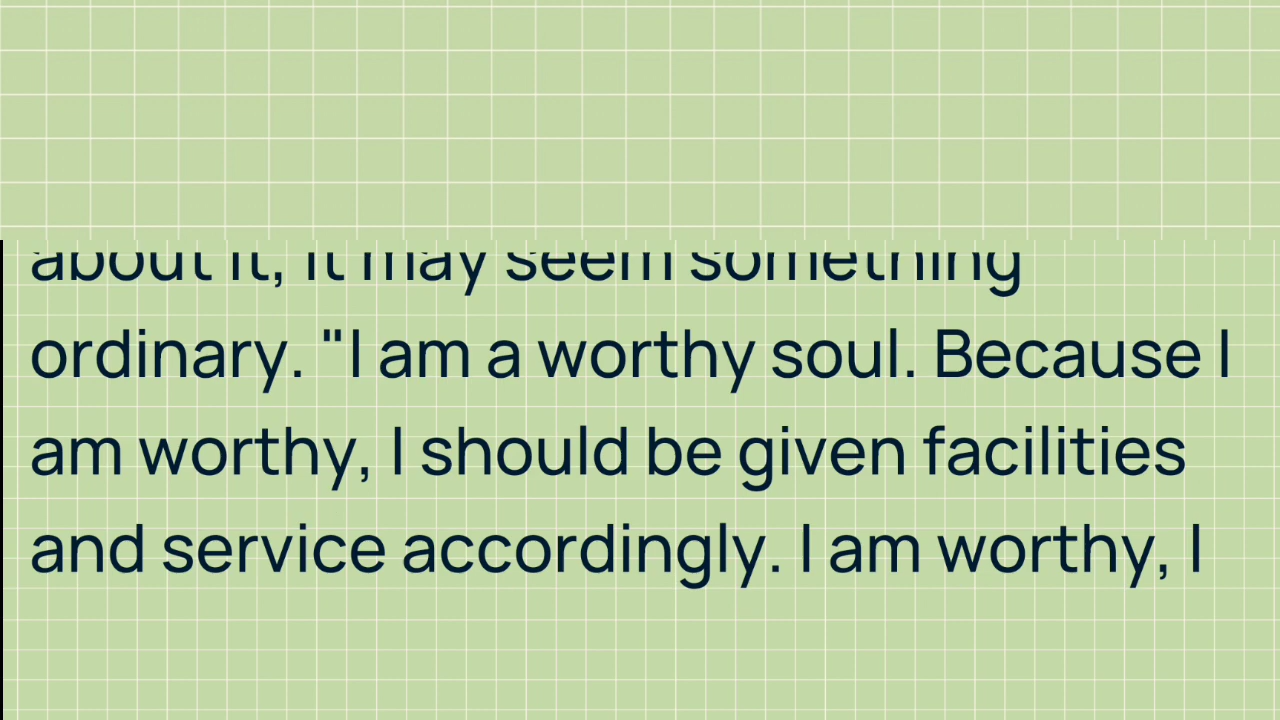 about it, it may seem something
ordinary. "I am a worthy soul. Because I
am worthy, I should be given facilities
and service accordingly. I am worthy, I